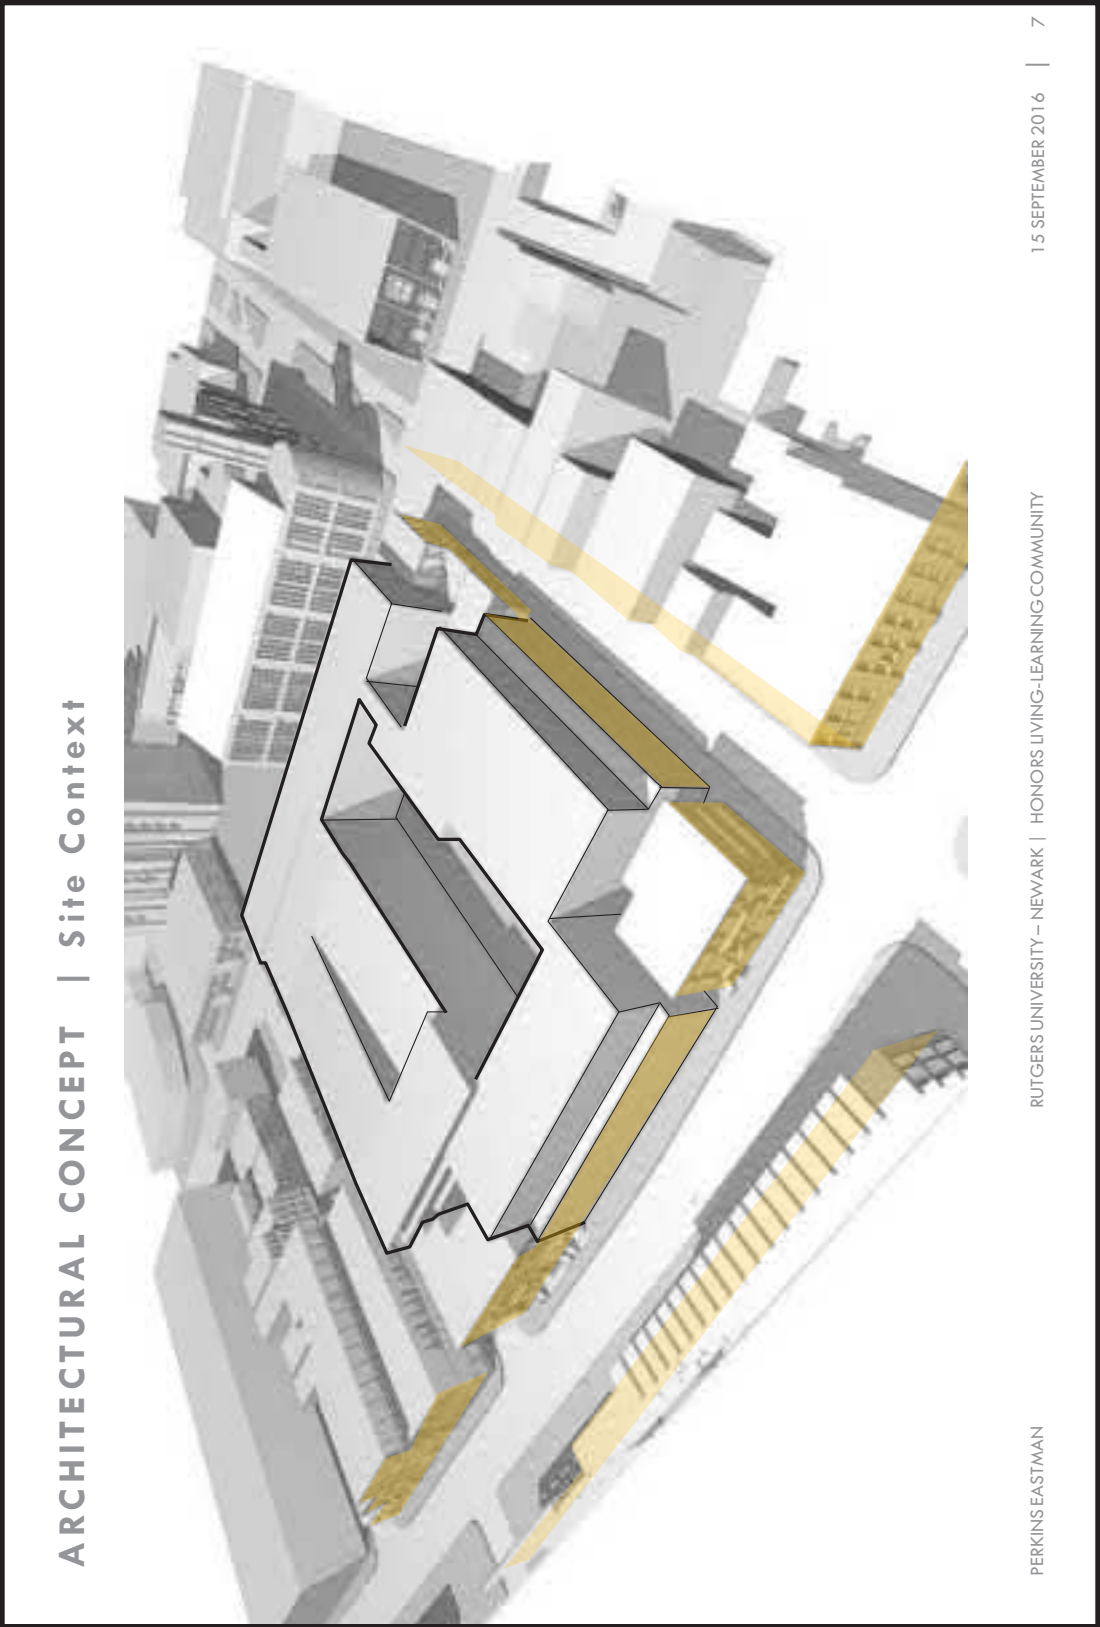 ARCHITECTURAL CONCEPT | Site Context
PERKINS EASTMAN
RUTGERS UNIVERSITY – NEWARK | HONORS LIVING-LEARNING COMMUNITY
15 SEPTEMBER 2016 | 7